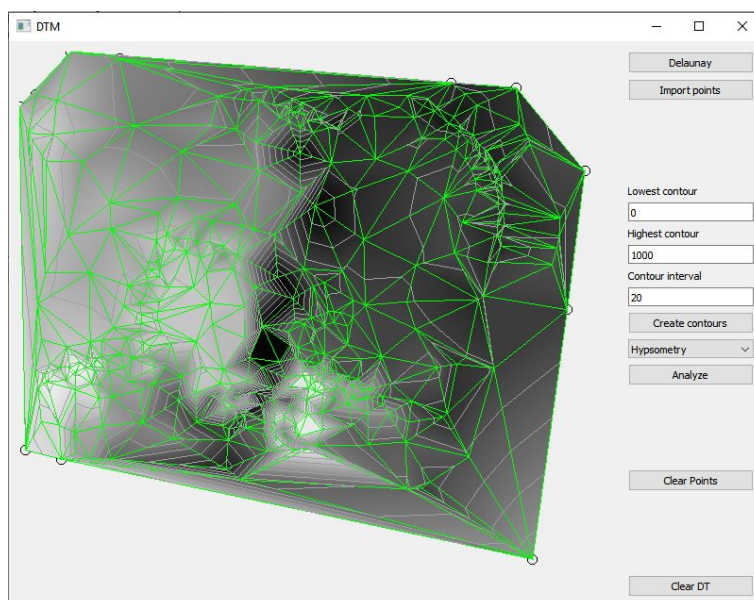 DTM
Delaunay
Import points
Lowest contour
0
Highest contour
1000
Contour interval
20
Create contours
Hypsometry
Analyze
Clear Points
Clear DT